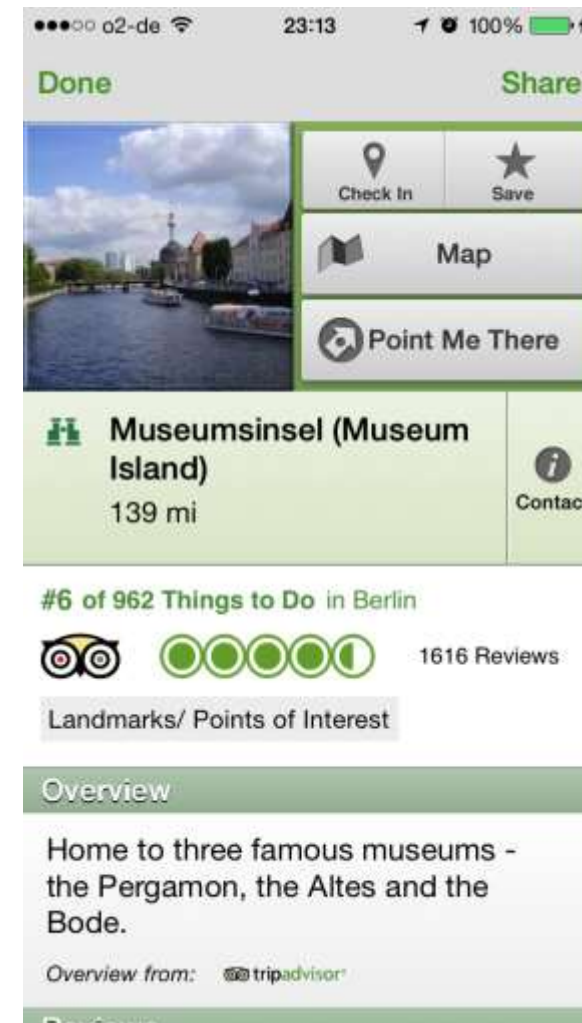 o2-de 23:13 100%
Done Share
Check In Save
Map
Point Me There
Museumsinsel (Museum
Island)
139 mi
Contac
#6 of 962 Things to Do in Berlin
1616 Reviews
Landmarks/ Points of Interest
Overview
Home to three famous museums -
the Pergamon, the Altes and the
Bode.
Overview from: tripadvisor